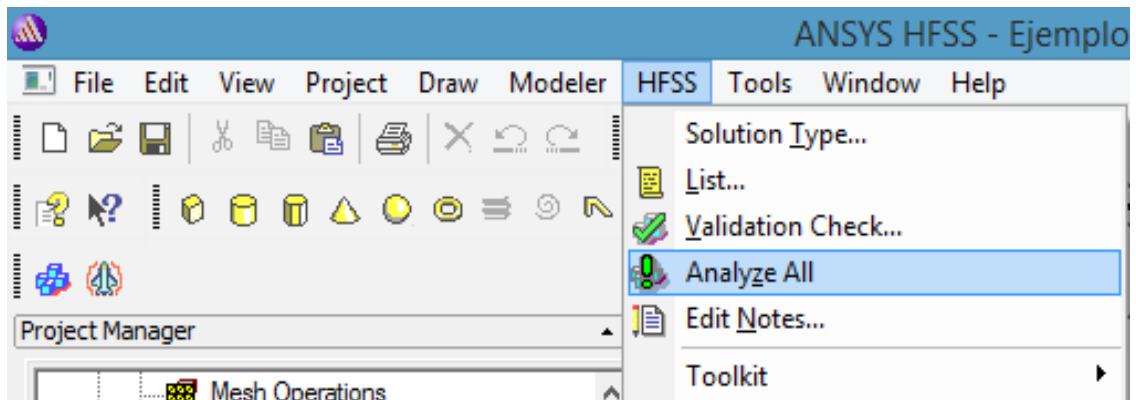 ANSYS HFSS - Ejemplo
File Edit View Project Draw Modeler HFSS Tools Window Help
Solution Type...
List...
Validation Check...
Analyze All
Edit Notes...
Toolkit
Project Manager
Mesh Operations